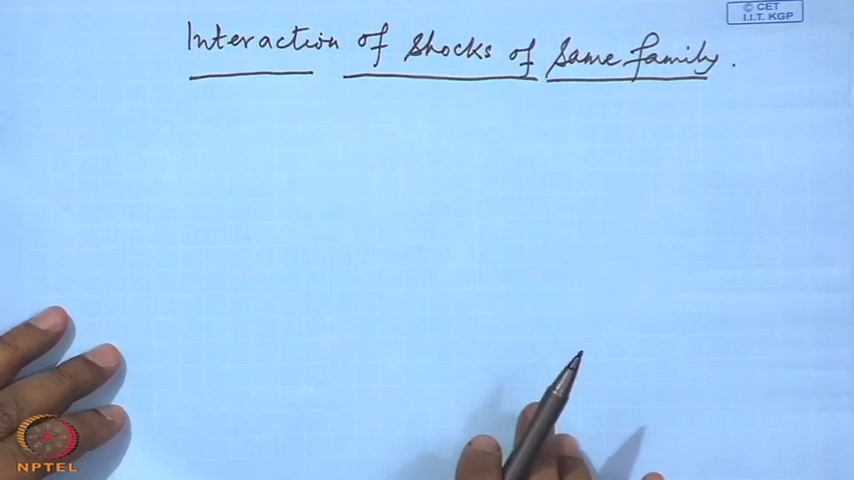 © CET
I.I.T. KGP
Interaction of Shocks of Same family.
NPTEL